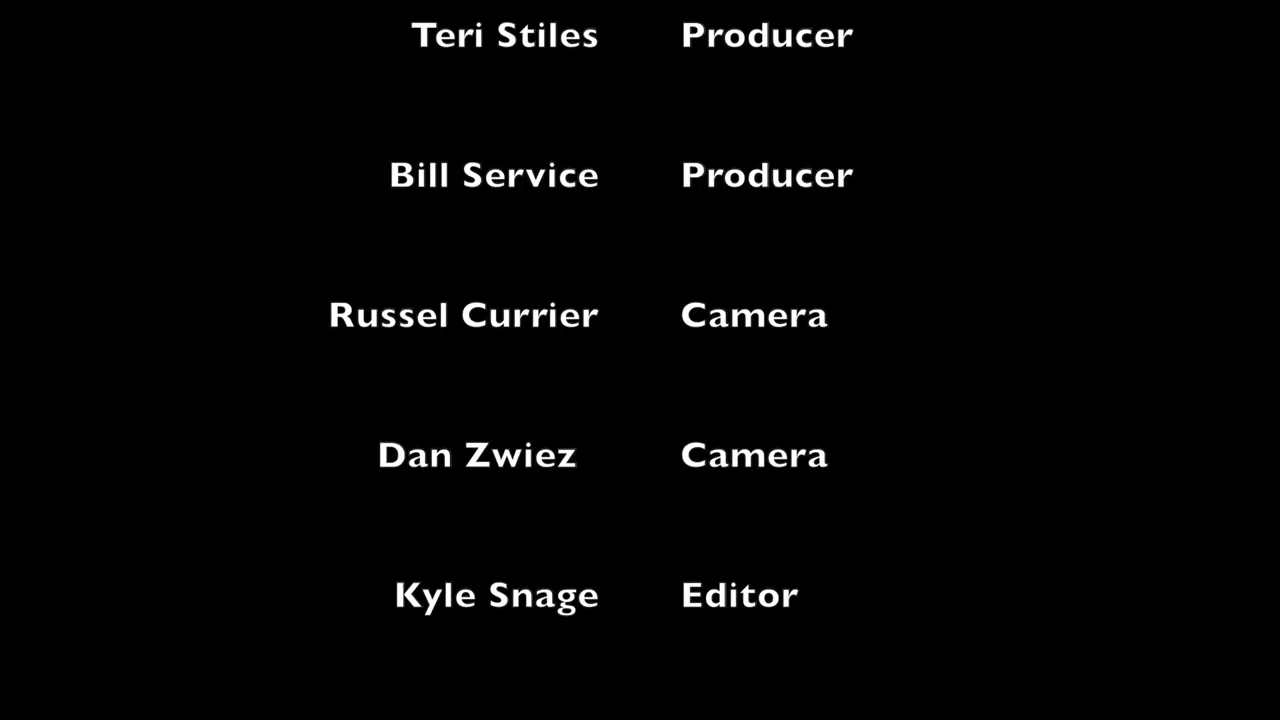 Teri Stiles Producer
Bill Service Producer
Russel Currier Camera
Dan Zwiez Camera
Kyle Snage Editor